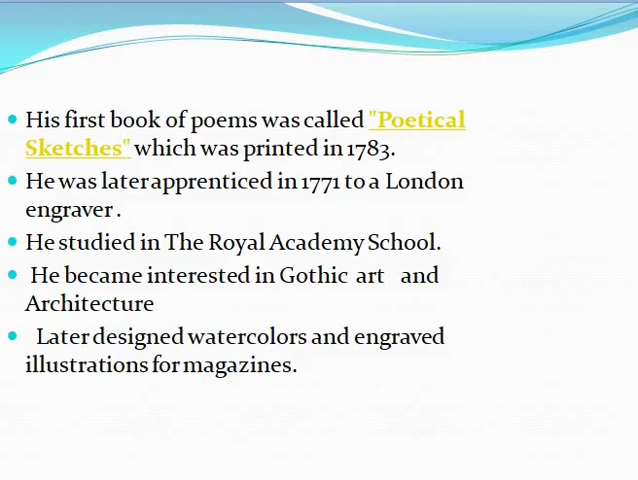 His first book of poems was called "Poetical
Sketches" which was printed in 1783.
He was later apprenticed in 1771 to a London
engraver .
He studied in The Royal Academy School.
He became interested in Gothic art and
Architecture
Later designed watercolors and engraved
illustrations for magazines.